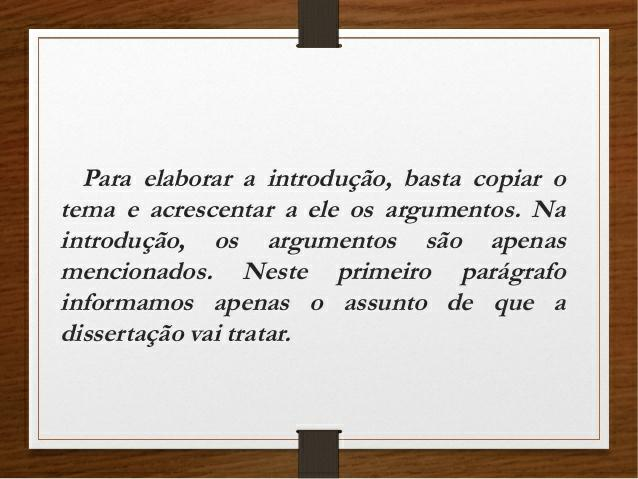 Para elaborar a introdução, basta copiar o
tema e acrescentar a ele os argumentos. Na
introdução, os argumentos são apenas
mencionados. Neste primeiro parágrafo
informamos apenas o assunto de que a
dissertação vai tratar.